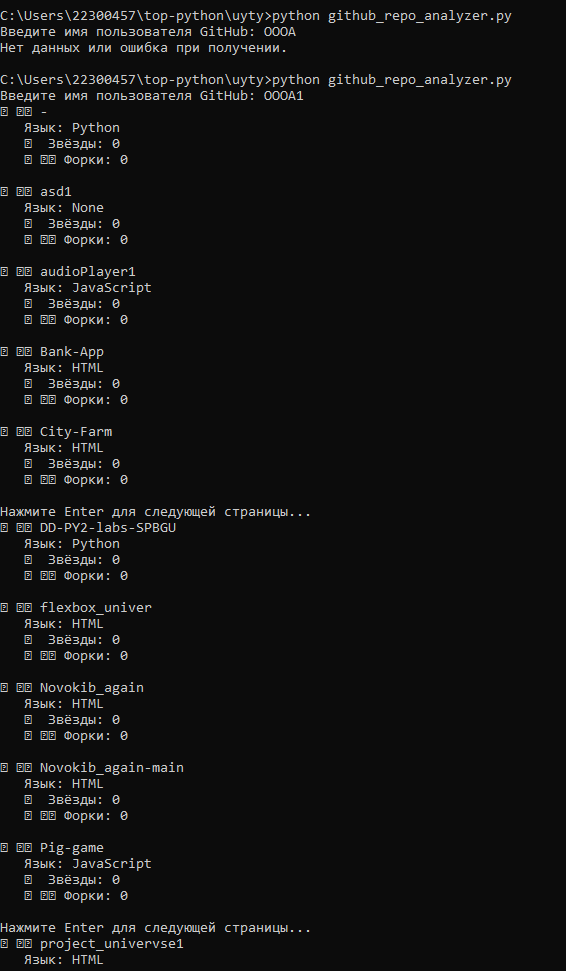 C:\Users\22300457\top-python\uyty>python github_repo_analyzer.py
Введите имя пользователя GitHub: OOOA
Нет данных или ошибка при получении.
C:\Users\22300457\top-python\uyty>python github_repo_analyzer.py
Введите имя пользователя GitHub: OOOA1
-
Язык: Python
Звёзды: 0
Форки: 0
asd1
Язык: None
Звёзды: 0
Форки: 0
audioPlayer1
Язык: JavaScript
Звёзды: 0
Форки: 0
Bank-App
Язык: HTML
Звёзды: 0
Форки: 0
City-Farm
Язык: HTML
Звёзды: 0
Форки: 0
Нажмите Enter для следующей страницы...
DD-PY2-labs-SPBGU
Язык: Python
Звёзды: 0
Форки: 0
flexbox_univer
Язык: HTML
Звёзды: 0
Форки: 0
Novokib_again
Язык: HTML
Звёзды: 0
Форки: 0
Novokib_again-main
Язык: HTML
Звёзды: 0
Форки: 0
Pig-game
Язык: JavaScript
Звёзды: 0
Форки: 0
Нажмите Enter для следующей страницы...
project_univervse1
Язык: HTML